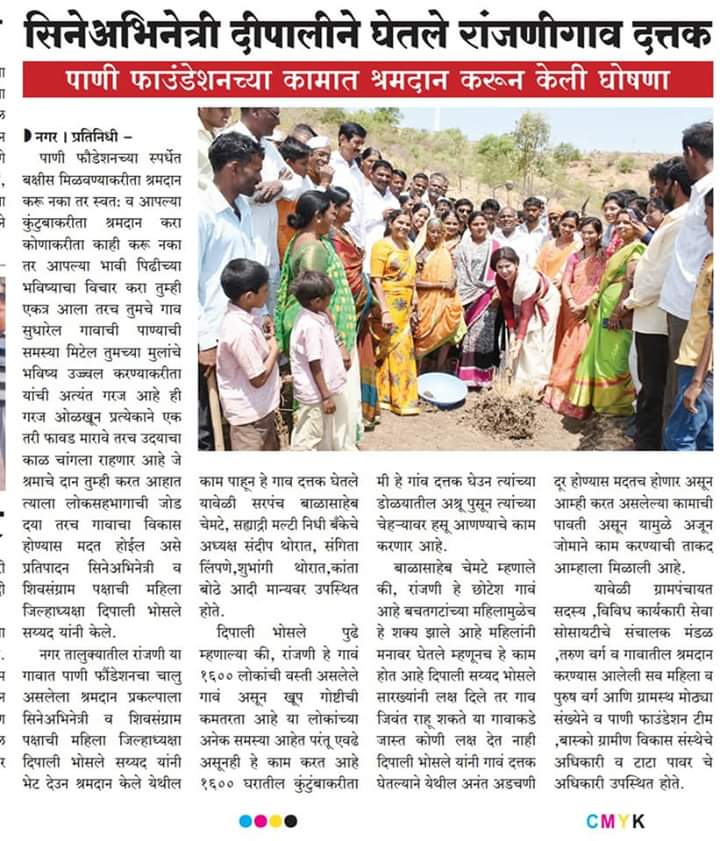 सिनेअभिनेत्री दीपालीने घेतले रांजणीगाव दत्तक
पाणी फाउंडेशनच्या कामात श्रमदान करून केली घोषणा
नगर । प्रतिनिधी –
पाणी फौडेशनच्या स्पर्धेत
बक्षीस मिळवण्याकरीता श्रमदान
करू नका तर स्वत: व आपल्या
कुंटुबाकरीता श्रमदान करा
कोणाकरीता काही करू नका
तर आपल्या भावी पिढीच्या
भविष्याचा विचार करा तुम्ही
एकत्र आला तरच तुमचे गाव
सुधारेल गावाची पाण्याची
समस्या मिटेल तुमच्या मुलांचे
भविष्य उज्ज्वल करण्याकरीता
यांची अत्यंत गरज आहे ही
गरज ओळखून प्रत्येकाने एक
तरी फावड मारावे तरच उदयाचा
काळ चांगला राहणार आहे जे
श्रमाचे दान तुम्ही करत आहात
त्याला लोकसहभागाची जोड
दया तरच गावाचा विकास
होण्यास मदत होईल असे
प्रतिपादन सिनेअभिनेत्री व
शिवसंग्राम पक्षाची महिला
जिल्हाध्यक्षा दिपाली भोसले
सय्यद यांनी केले.
नगर तालुक्यातील रांजणी या
गावात पाणी फौंडेशनचा चालु
असलेला श्रमदान प्रकल्पाला
सिनेअभिनेत्री व शिवसंग्राम
पक्षाची महिला जिल्हाध्यक्षा
दिपाली भोसले सय्यद यांनी
भेट देउन श्रमदान केले येथील
काम पाहून हे गाव दत्तक घेतले
यावेळी सरपंच बाळासाहेब
चेमटे, सह्याद्री मल्टी निधी बँकेचे
अध्यक्ष संदीप थोरात, संगिता
लिंपणे,शुभांगी थोरात,कांता
बोठे आदी मान्यवर उपस्थित
होते.
दिपाली भोसले पुढे
म्हणाल्या की, रांजणी हे गावं
१६०० लोकांची वस्ती असलेले
गावं असून खूप गोष्टीची
कमतरता आहे या लोकांच्या
अनेक समस्या आहेत परंतू एवढे
असूनही हे काम करत आहे
१६०० घरातील कुंटुंबाकरीता
मी हे गांव दत्तक घेउन त्यांच्या
डोळयातील अश्रू पुसून त्यांच्या
चेहऱ्यावर हसू आणण्याचे काम
करणार आहे.
बाळासाहेब चेमटे म्हणाले
की, रांजणी हे छोटेश गावं
आहे बचतगटांच्या महिलामुळेच
हे शक्य झाले आहे महिलांनी
मनावर घेतले म्हणूनच हे काम
होत आहे दिपाली सय्यद भोसले
सारख्यांनी लक्ष दिले तर गाव
जिवंत राहू शकते या गावाकडे
जास्त कोणी लक्ष देत नाही
दिपाली भोसले यांनी गावं दत्तक
घेतल्याने येथील अनंत अडचणी
दूर होण्यास मदतच होणार असून
आम्ही करत असलेल्या कामाची
पावती असून यामुळे अजून
जोमाने काम करण्याची ताकद
आम्हाला मिळाली आहे.
यावेळी ग्रामपंचायत
सदस्य ,विविध कार्यकारी सेवा
सोसायटीचे संचालक मंडळ
,तरुण वर्ग व गावातील श्रमदान
करण्यास आलेली सव महिला व
पुरुष वर्ग आणि ग्रामस्थ मोठ्या
संख्येने व पाणी फाउंडेशन टीम
,बास्को ग्रामीण विकास संस्थेचे
अधिकारी व टाटा पावर चे
अधिकारी उपस्थित होते.
CMYK